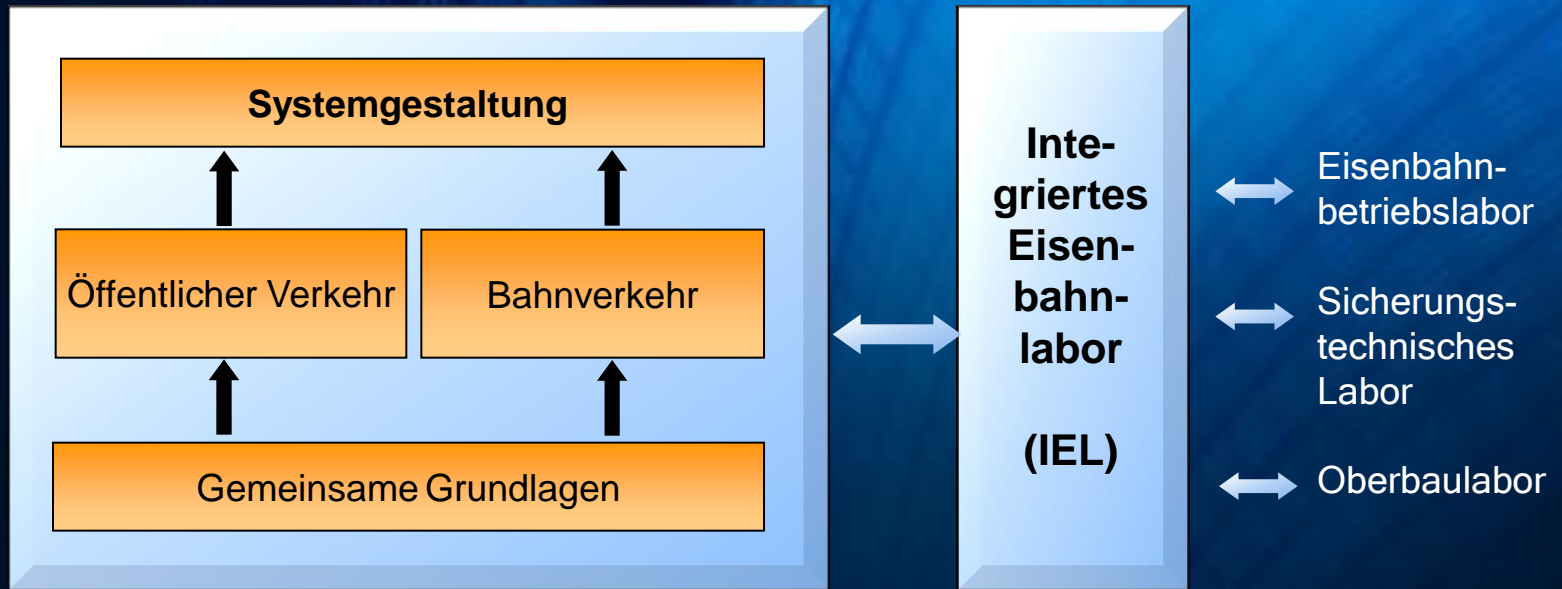 Systemgestaltung
Öffentlicher Verkehr
Bahnverkehr
Gemeinsame Grundlagen
Inte-
griertes
Eisen-
bahn-
labor
(IEL)
Eisenbahn-
betriebslabor
Sicherungs-
technisches
Labor
Oberbaulabor